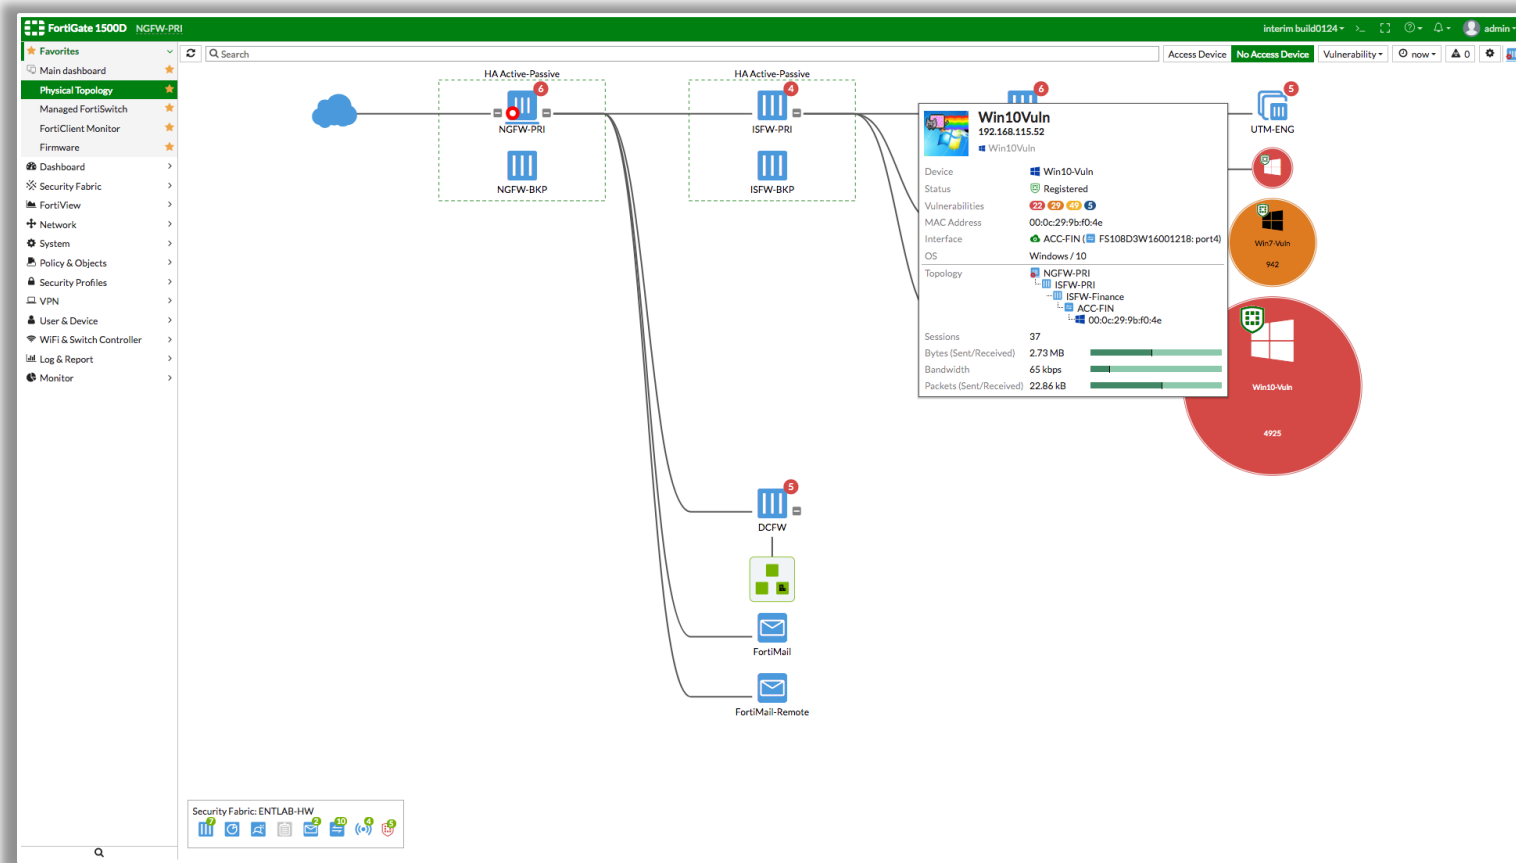 FortiGate 1500D NGFW-PRI
interim build0124 >_ admin
Favorites
Main dashboard
Physical Topology
Managed FortiSwitch
FortiClient Monitor
Firmware
Dashboard
Security Fabric
FortiView
Network
System
Policy & Objects
Security Profiles
VPN
User & Device
WiFi & Switch Controller
Log & Report
Monitor
Search
Access Device No Access Device Vulnerability now 0
HA Active-Passive
6
NGFW-PRI
NGFW-BKP
HA Active-Passive
4
ISFW-PRI
ISFW-BKP
6
5
UTM-ENG
Win10Vuln
192.168.115.52
Win10Vuln
Device Win10-Vuln
Status Registered
Vulnerabilities 22 29 49 5
MAC Address 00:0c:29:9b:f0:4e
Interface ACC-FIN ( FS108D3W16001218: port4)
OS Windows / 10
Topology NGFW-PRI
ISFW-PRI
ISFW-Finance
ACC-FIN
00:0c:29:9b:f0:4e
Sessions 37
Bytes (Sent/Received) 2.73 MB
Bandwidth 65 kbps
Packets (Sent/Received) 22.86 kB
Win7-Vuln
942
Win10-Vuln
4925
5
DCFW
FortiMail
FortiMail-Remote
Security Fabric: ENTLAB-HW
7 2 10 4 5